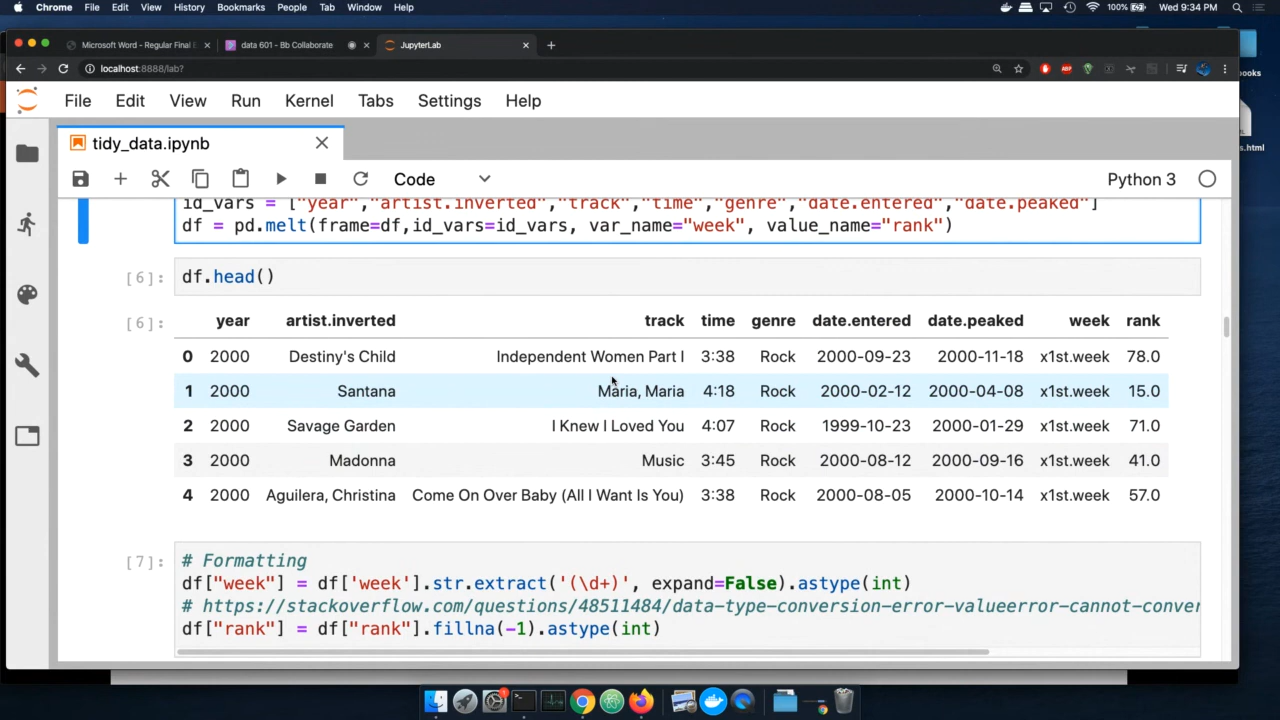 Chrome File Edit View History Bookmarks People Tab Window Help 100% Wed 9:34 PM
Microsoft Word - Regular Final E data 601 - Bb Collaborate JupyterLab
localhost:8888/lab?
File Edit View Run Kernel Tabs Settings Help
tidy_data.ipynb
Code Python 3
id_vars = ["year","artist.inverted","track","time","genre","date.entered","date.peaked"]
df = pd.melt(frame=df,id_vars=id_vars, var_name="week", value_name="rank")
[6]: df.head()
[6]: year artist.inverted track time genre date.entered date.peaked week rank
0 2000 Destiny's Child Independent Women Part I 3:38 Rock 2000-09-23 2000-11-18 x1st.week 78.0
1 2000 Santana Maria, Maria 4:18 Rock 2000-02-12 2000-04-08 x1st.week 15.0
2 2000 Savage Garden I Knew I Loved You 4:07 Rock 1999-10-23 2000-01-29 x1st.week 71.0
3 2000 Madonna Music 3:45 Rock 2000-08-12 2000-09-16 x1st.week 41.0
4 2000 Aguilera, Christina Come On Over Baby (All I Want Is You) 3:38 Rock 2000-08-05 2000-10-14 x1st.week 57.0
[7]: # Formatting
df["week"] = df['week'].str.extract('(\d+)', expand=False).astype(int)
# https://stackoverflow.com/questions/48511484/data-type-conversion-error-valueerror-cannot-conver
df["rank"] = df["rank"].fillna(-1).astype(int)